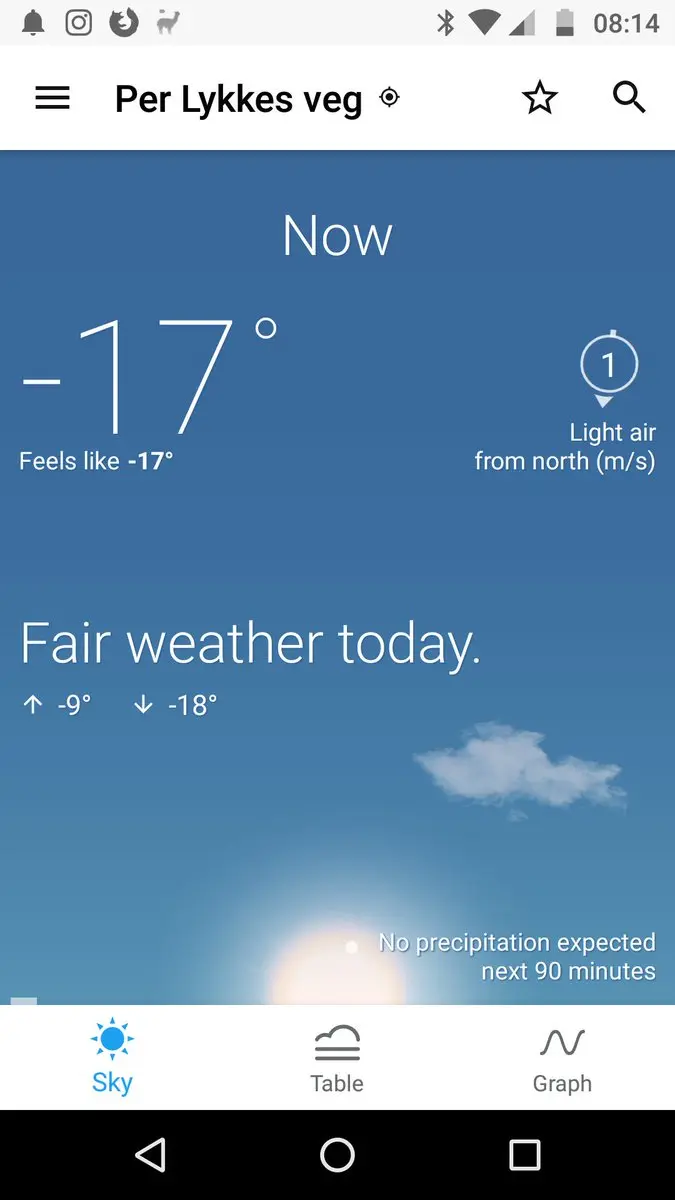 08:14
Per Lykkes veg
Now
-17°
1
Feels like -17°
Light air
from north (m/s)
Fair weather today.
↑ -9° ↓ -18°
No precipitation expected
next 90 minutes
Sky Table Graph